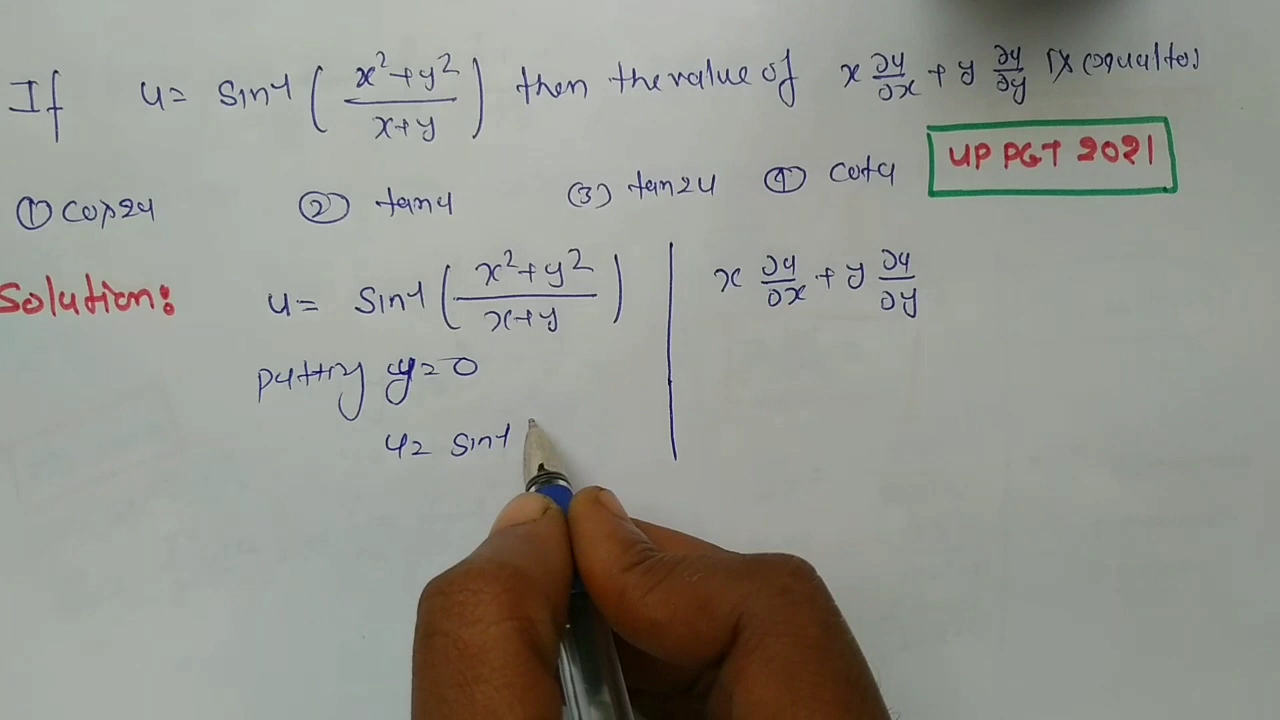 If u = sin⁻¹ ( x²+y² / x+y ) then the value of x ∂u/∂x + y ∂u/∂y is equal to
UP PGT 2021
① cos2u ② tanu (3) tan2u ④ cotu
Solution: u = sin⁻¹ ( x²+y² / x+y ) x ∂u/∂x + y ∂u/∂y
putting y=0
u = sin⁻¹